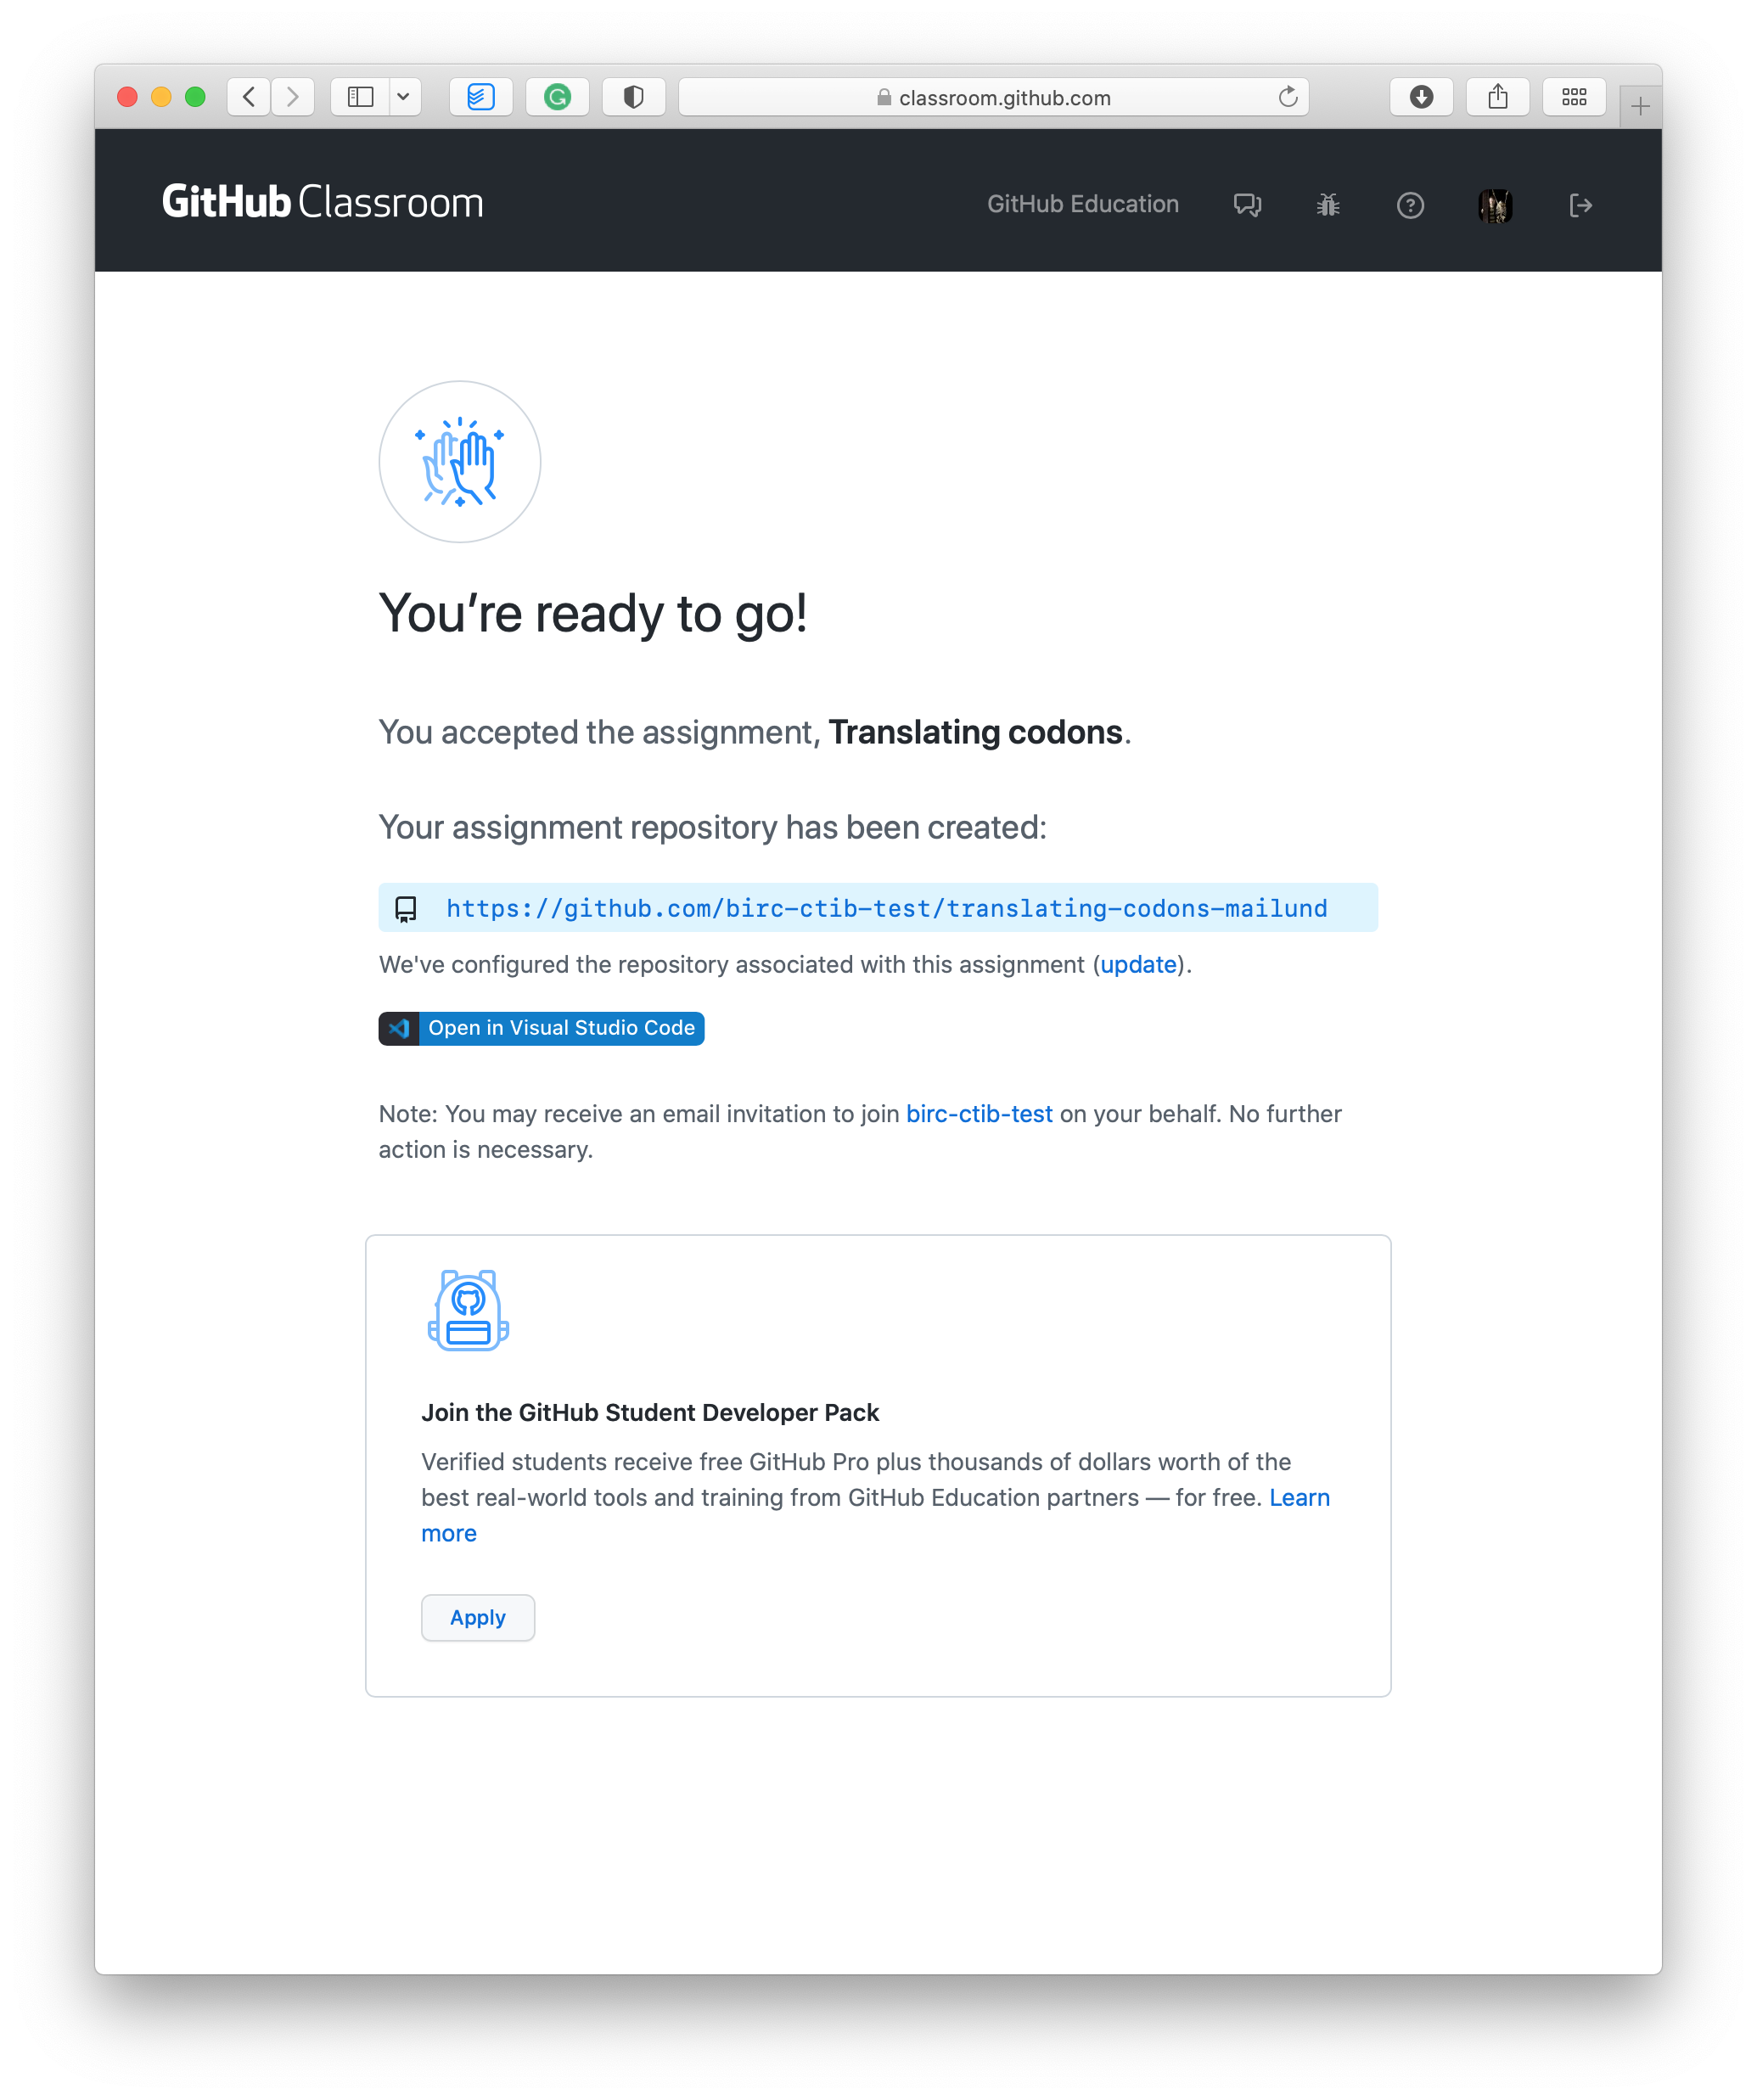 classroom.github.com
GitHub Classroom
GitHub Education
You’re ready to go!
You accepted the assignment, Translating codons.
Your assignment repository has been created:
https://github.com/birc-ctib-test/translating-codons-mailund
We've configured the repository associated with this assignment (update).
Open in Visual Studio Code
Note: You may receive an email invitation to join birc-ctib-test on your behalf. No further
action is necessary.
Join the GitHub Student Developer Pack
Verified students receive free GitHub Pro plus thousands of dollars worth of the
best real-world tools and training from GitHub Education partners — for free. Learn
more
Apply